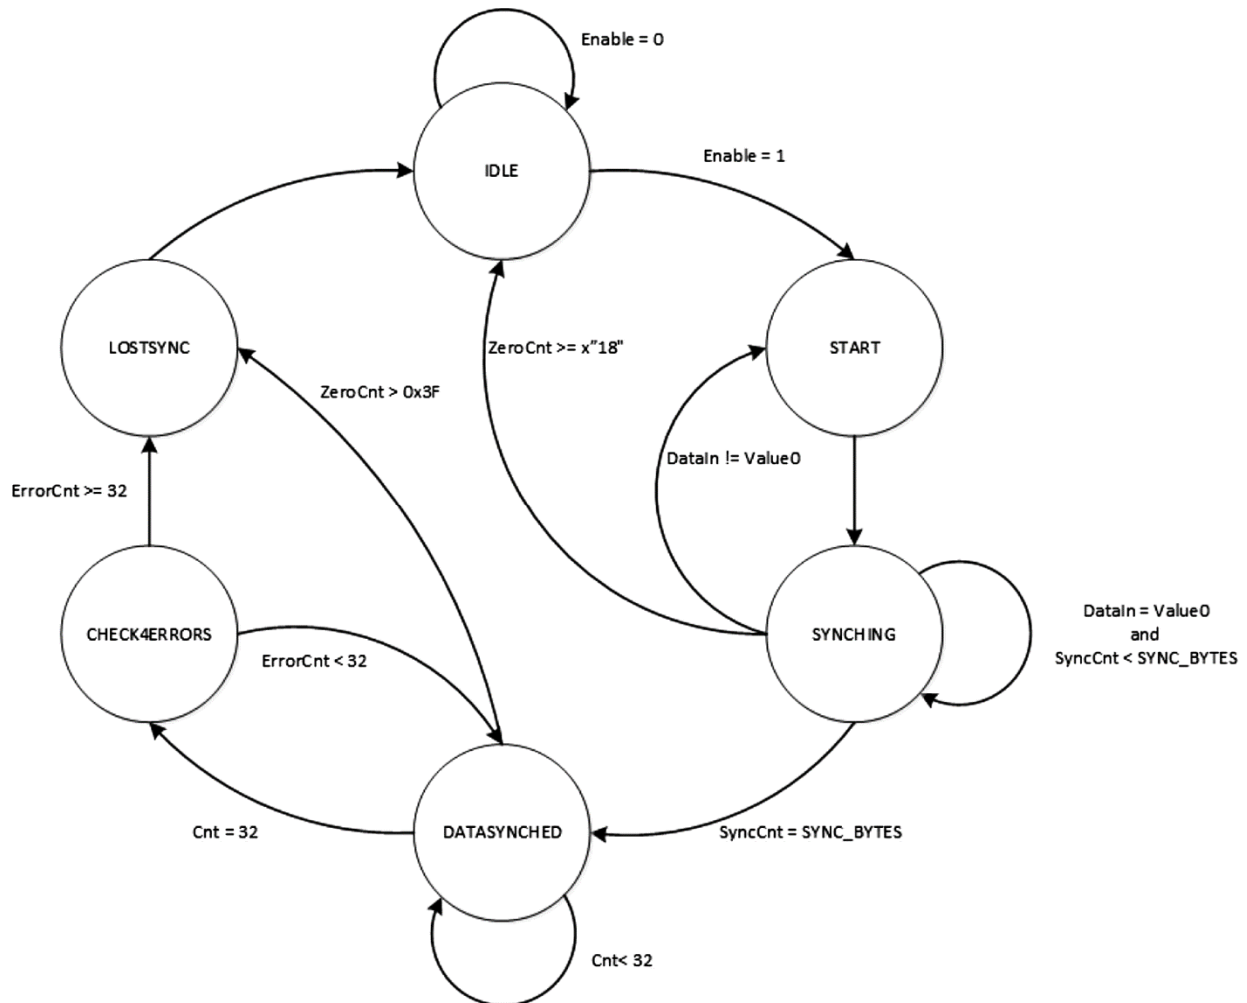 Enable = 0
Enable = 1
IDLE
ZeroCnt >= x"18"
LOSTSYNC
START
ZeroCnt > 0x3F
DataIn != Value0
ErrorCnt >= 32
CHECK4ERRORS
ErrorCnt < 32
SYNCHING
DataIn = Value0
and
SyncCnt < SYNC_BYTES
Cnt = 32
DATASYNCHED
SyncCnt = SYNC_BYTES
Cnt< 32